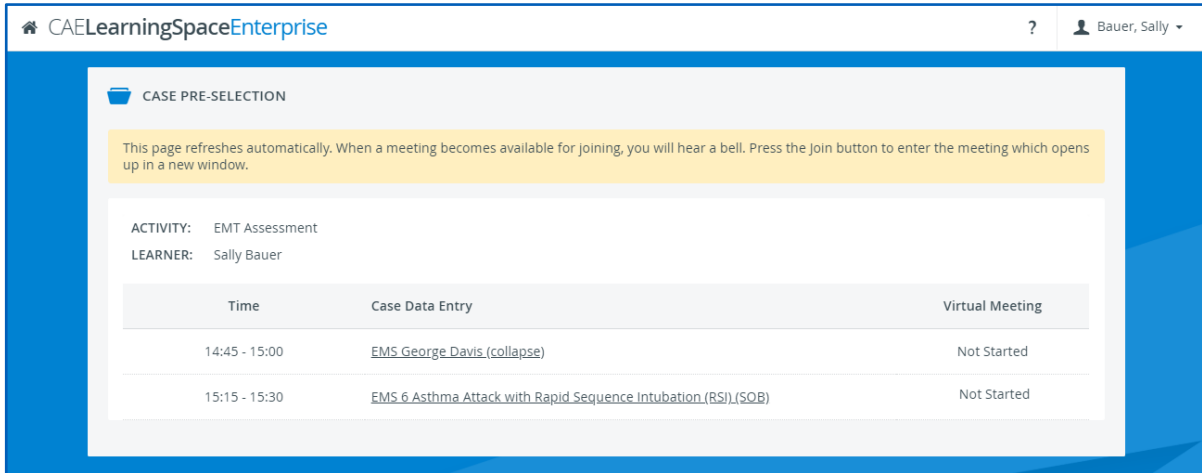 CAELearningSpaceEnterprise
? Bauer, Sally
CASE PRE-SELECTION
This page refreshes automatically. When a meeting becomes available for joining, you will hear a bell. Press the Join button to enter the meeting which opens
up in a new window.
ACTIVITY: EMT Assessment
LEARNER: Sally Bauer
Time Case Data Entry Virtual Meeting
14:45 - 15:00 EMS George Davis (collapse) Not Started
15:15 - 15:30 EMS 6 Asthma Attack with Rapid Sequence Intubation (RSI) (SOB) Not Started